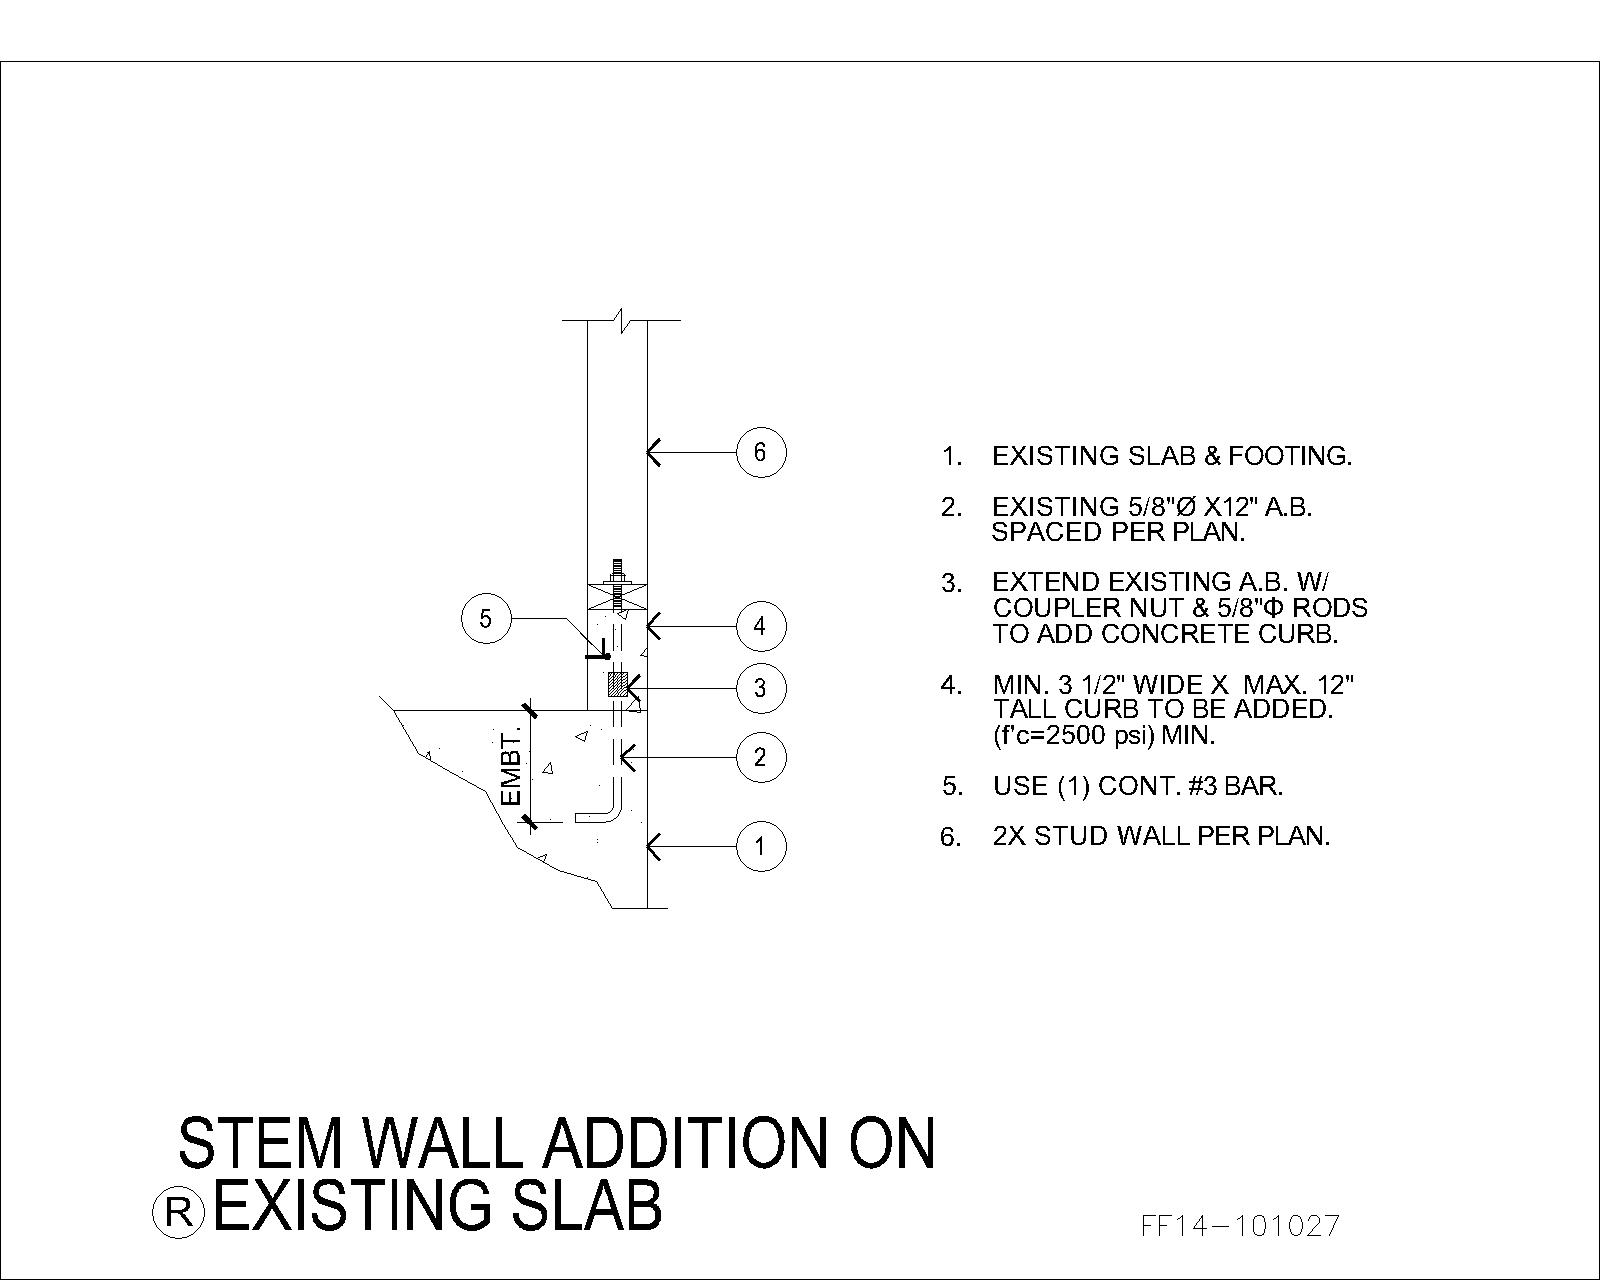 6
5
4
3
EMBT.
2
1
1. EXISTING SLAB & FOOTING.
2. EXISTING 5/8"Ø X12" A.B.
SPACED PER PLAN.
3. EXTEND EXISTING A.B. W/
COUPLER NUT & 5/8"Φ RODS
TO ADD CONCRETE CURB.
4. MIN. 3 1/2" WIDE X MAX. 12"
TALL CURB TO BE ADDED.
(f'c=2500 psi) MIN.
5. USE (1) CONT. #3 BAR.
6. 2X STUD WALL PER PLAN.
STEM WALL ADDITION ON
R EXISTING SLAB
FF14-101027